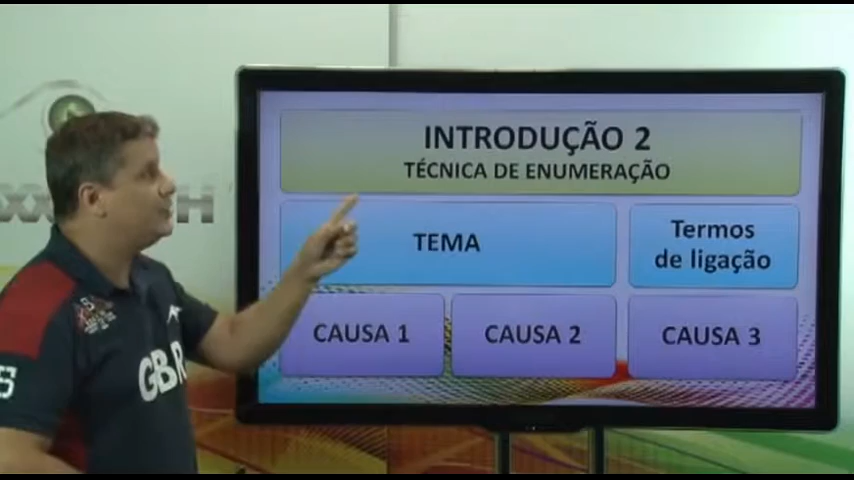 INTRODUÇÃO 2
TÉCNICA DE ENUMERAÇÃO
TEMA
Termos
de ligação
CAUSA 1
CAUSA 2
CAUSA 3
GBR
S